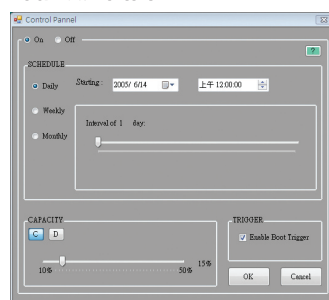 Control Panel
On Off
?
SCHEDULE
Daily Starting: 2005/ 6/14 上午 12:00:00
Weekly
Interval of 1 day:
Monthly
CAPACITY
C D
10% 50% 15%
TRIGGER
Enable Boot Trigger
OK Cancel